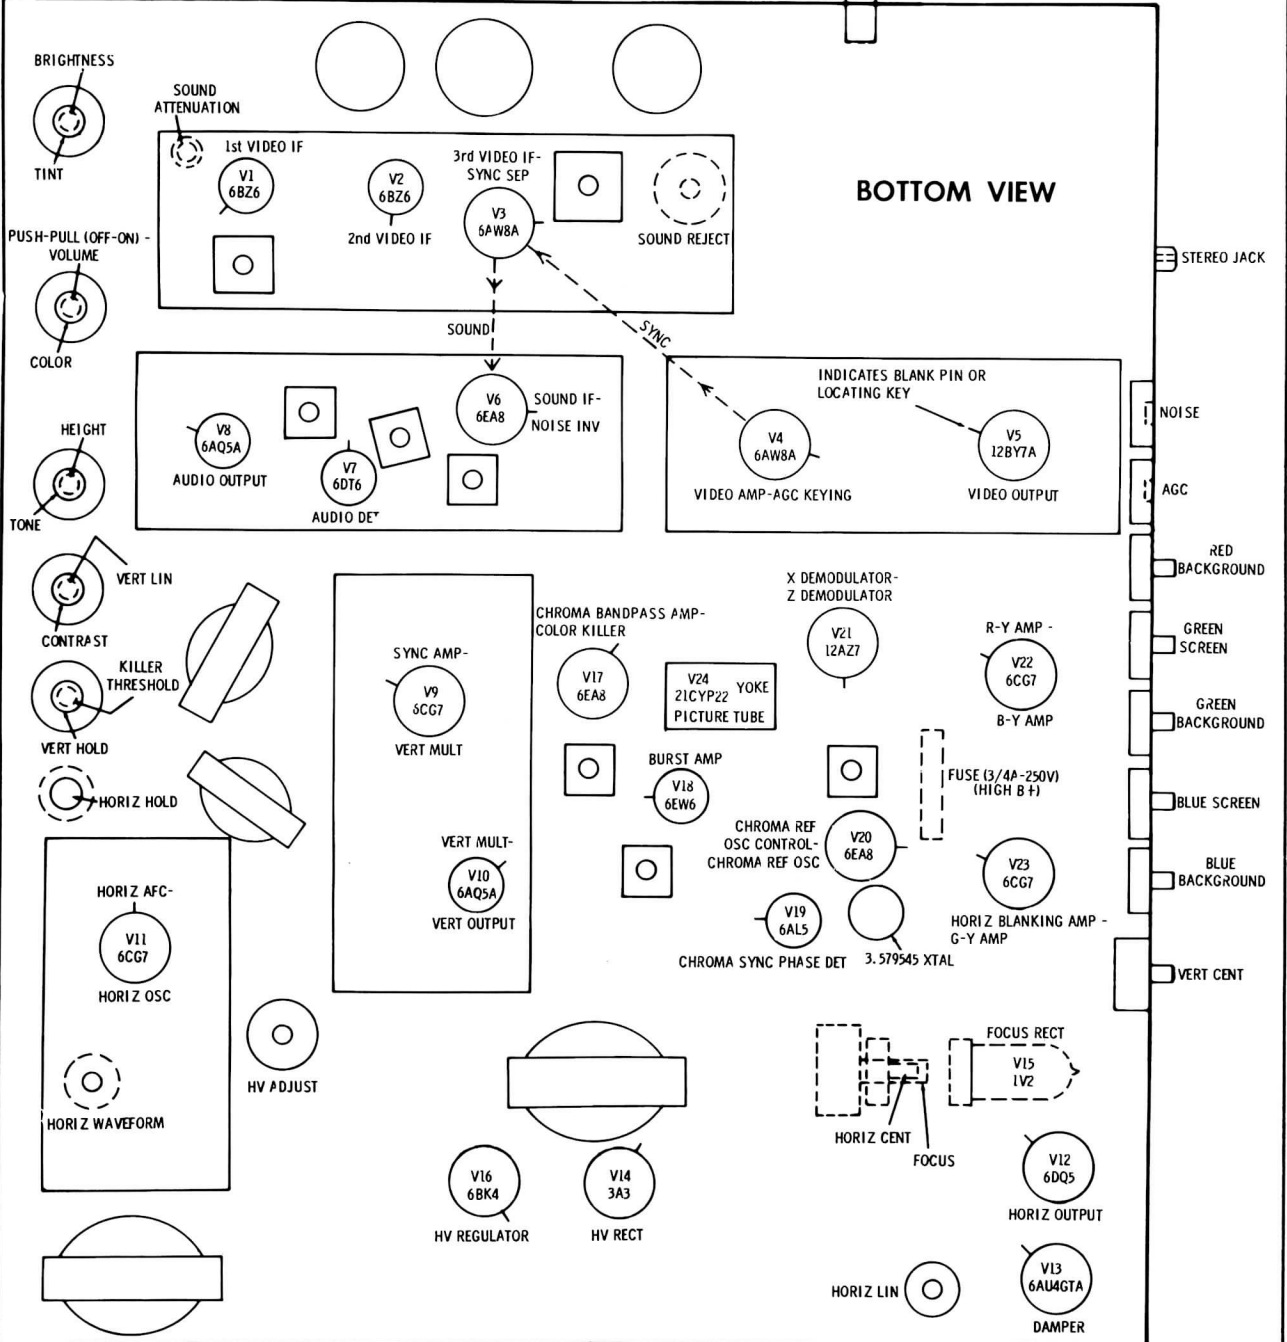 BRIGHTNESS
TINT
SOUND
ATTENUATION
1st VIDEO IF
V1
6BZ6
V2
6BZ6
2nd VIDEO IF
3rd VIDEO IF-
SYNC SEP
V3
6AW8A
SOUND REJECT
BOTTOM VIEW
PUSH-PULL (OFF-ON) -
VOLUME
COLOR
STEREO JACK
SOUND
SYNC
HEIGHT
TONE
V8
6AQ5A
AUDIO OUTPUT
V7
6DT6
AUDIO DET
V6
6EA8
SOUND IF-
NOISE INV
INDICATES BLANK PIN OR
LOCATING KEY
V4
6AW8A
VIDEO AMP-AGC KEYING
V5
12BY7A
VIDEO OUTPUT
NOISE
AGC
RED
BACKGROUND
GREEN
SCREEN
GREEN
BACKGROUND
BLUE SCREEN
BLUE
BACKGROUND
VERT CENT
VERT LIN
CONTRAST
KILLER
THRESHOLD
VERT HOLD
HORIZ HOLD
SYNC AMP-
V9
6CG7
VERT MULT
VERT MULT-
V10
6AQ5A
VERT OUTPUT
CHROMA BANDPASS AMP-
COLOR KILLER
V17
6EA8
V24
21CYP22
YOKE
PICTURE TUBE
X DEMODULATOR-
Z DEMODULATOR
V21
12AZ7
R-Y AMP -
V22
6CG7
B-Y AMP
BURST AMP
V18
6EW6
FUSE (3/4A-250V)
(HIGH B+)
CHROMA REF
OSC CONTROL-
CHROMA REF OSC
V20
6EA8
V23
6CG7
HORIZ BLANKING AMP -
G-Y AMP
V19
6AL5
CHROMA SYNC PHASE DET
3.579545 XTAL
HORIZ AFC-
V11
6CG7
HORIZ OSC
HORIZ WAVEFORM
HV ADJUST
FOCUS RECT
V15
1V2
HORIZ CENT
FOCUS
V16
6BK4
HV REGULATOR
V14
3A3
HV RECT
V12
6DQ5
HORIZ OUTPUT
HORIZ LIN
V13
6AU4GTA
DAMPER